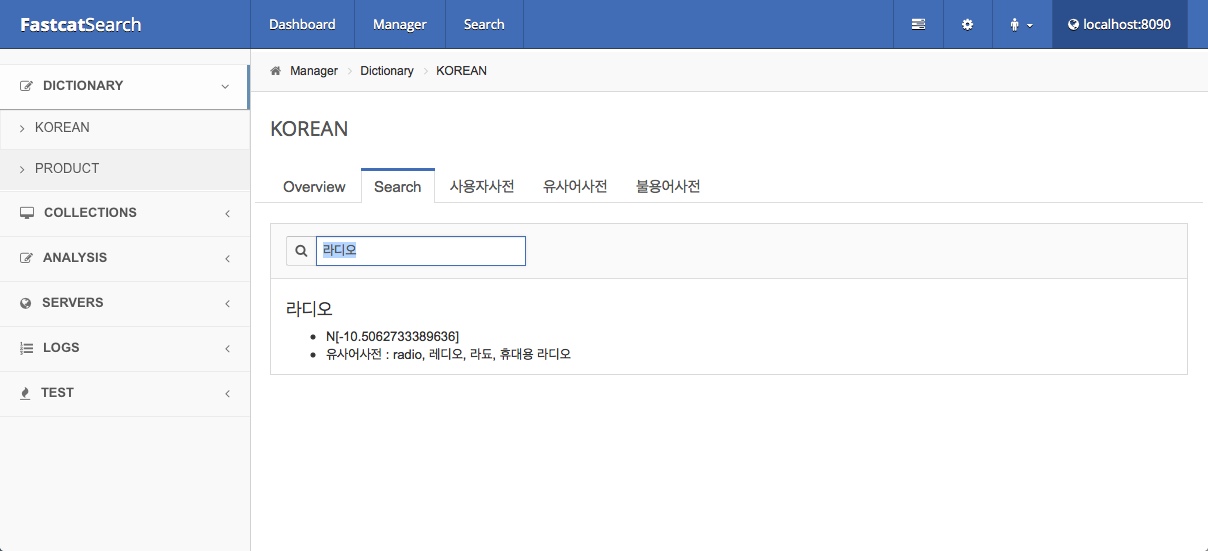 FastcatSearch
Dashboard
Manager
Search
localhost:8090
DICTIONARY
KOREAN
PRODUCT
COLLECTIONS
ANALYSIS
SERVERS
LOGS
TEST
Manager
Dictionary
KOREAN
KOREAN
Overview
Search
사용자사전
유사어사전
불용어사전
라디오
라디오
N[-10.5062733389636]
유사어사전 : radio, 레디오, 라됴, 휴대용 라디오